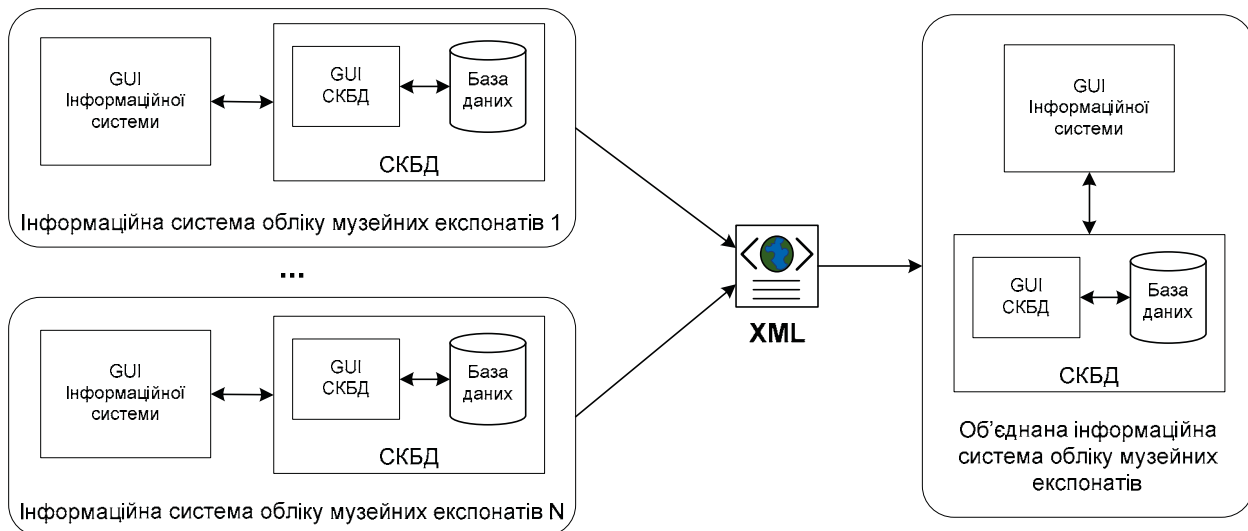 GUI
Інформаційної
системи
GUI
СКБД
База
даних
СКБД
Інформаційна система обліку музейних експонатів 1
...
GUI
Інформаційної
системи
GUI
СКБД
База
даних
СКБД
Інформаційна система обліку музейних експонатів N
XML
GUI
Інформаційної
системи
GUI
СКБД
База
даних
СКБД
Об’єднана інформаційна
система обліку музейних
експонатів